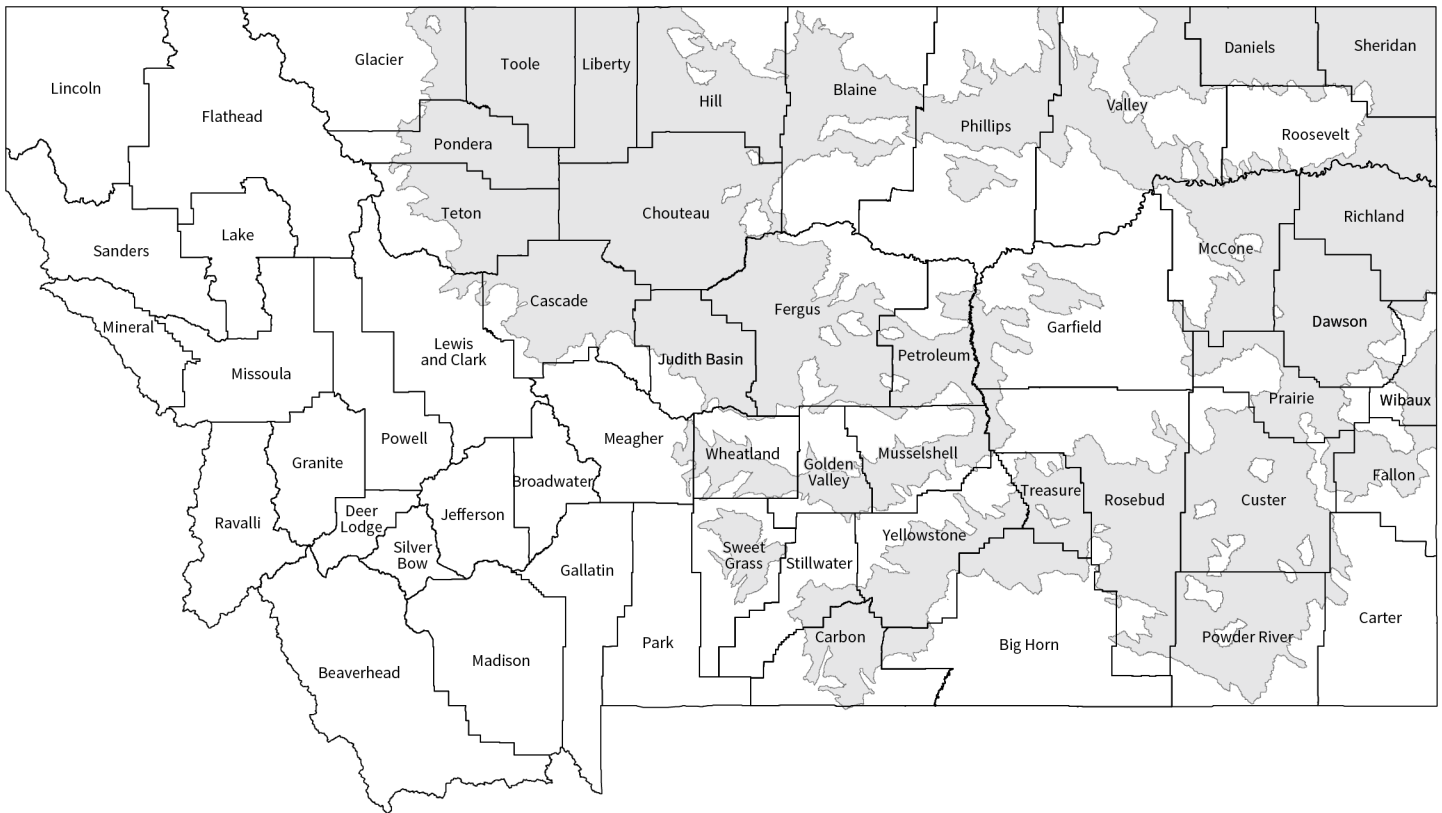 Glacier
Toole
Liberty
Hill
Blaine
Phillips
Valley
Daniels
Sheridan
Lincoln
Flathead
Pondera
Roosevelt
Teton
Chouteau
Richland
McCone
Sanders
Lake
Cascade
Fergus
Garfield
Dawson
Mineral
Missoula
Lewis
and Clark
Judith Basin
Petroleum
Prairie
Wibaux
Powell
Granite
Meagher
Wheatland
Golden
Valley
Musselshell
Broadwater
Treasure
Rosebud
Custer
Fallon
Ravalli
Deer
Lodge
Jefferson
Silver
Bow
Gallatin
Sweet
Grass
Stillwater
Yellowstone
Park
Carbon
Big Horn
Powder River
Carter
Beaverhead
Madison